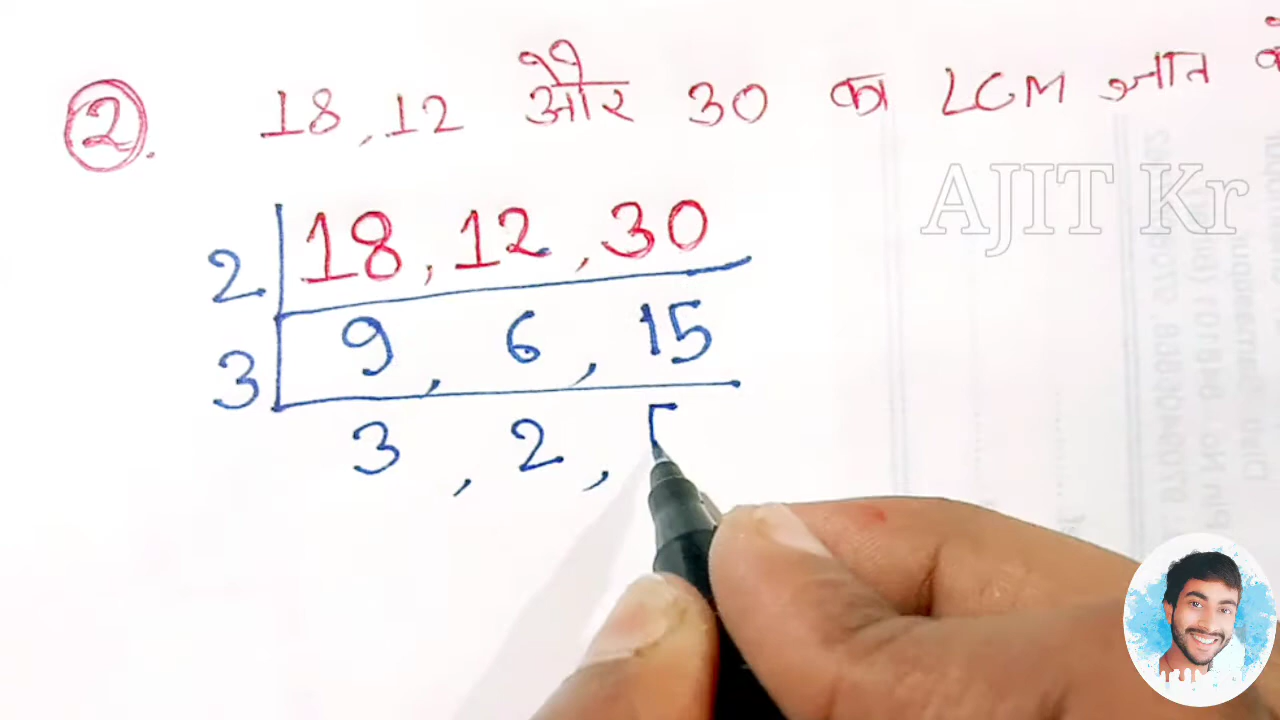 2. 18, 12 और 30 का LCM ज्ञात
AJIT Kr
2 18, 12, 30
3 9, 6, 15
3, 2,